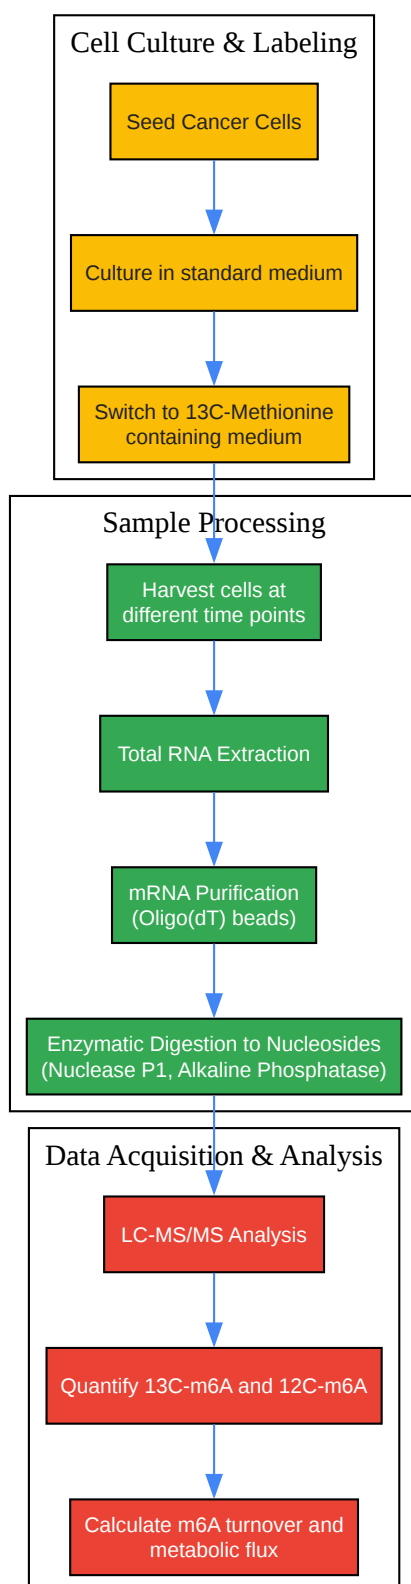 Cell Culture & Labeling
Seed Cancer Cells
Culture in standard medium
Switch to 13C-Methionine
containing medium
Sample Processing
Harvest cells at
different time points
Total RNA Extraction
mRNA Purification
(Oligo(dT) beads)
Enzymatic Digestion to Nucleosides
(Nuclease P1, Alkaline Phosphatase)
Data Acquisition & Analysis
LC-MS/MS Analysis
Quantify 13C-m6A and 12C-m6A
Calculate m6A turnover and
metabolic flux